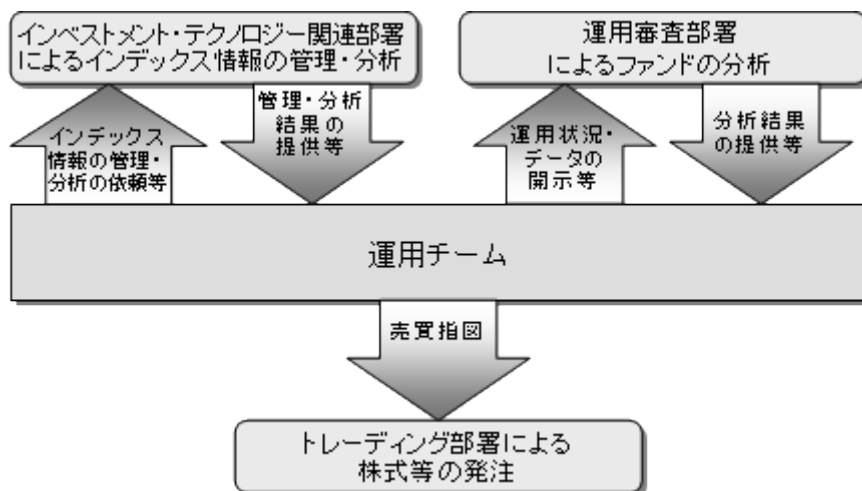 インベストメント・テクノロジー関連部署
によるインデックス情報の管理・分析
運用審査部署
によるファンドの分析
インデックス
情報の管理・
分析の依頼等
管理・分析
結果の
提供等
運用状況・
データの
開示等
分析結果
の提供等
運用チーム
売買指図
トレーディング部署による
株式等の発注